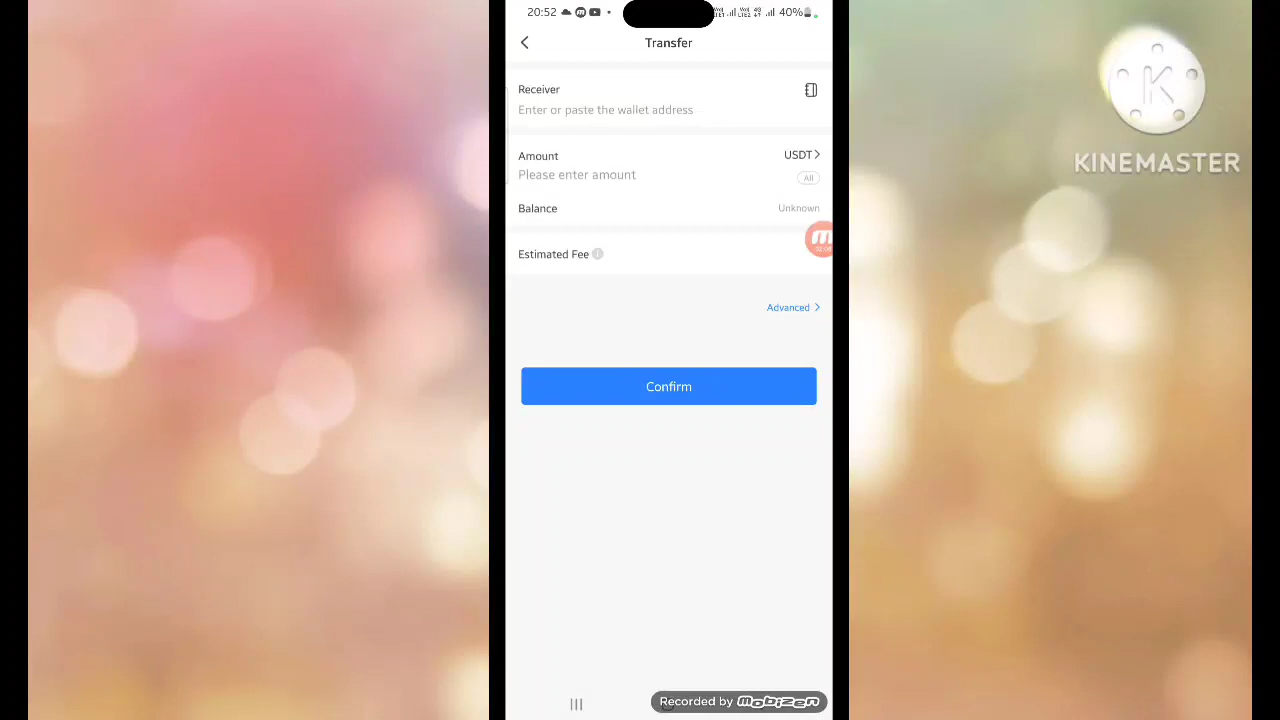 20:52
40%
Transfer
Receiver
Enter or paste the wallet address
Amount
USDT
Please enter amount
All
Balance
Unknown
Estimated Fee
Advanced
Confirm
KINEMASTER
Recorded by mobizen